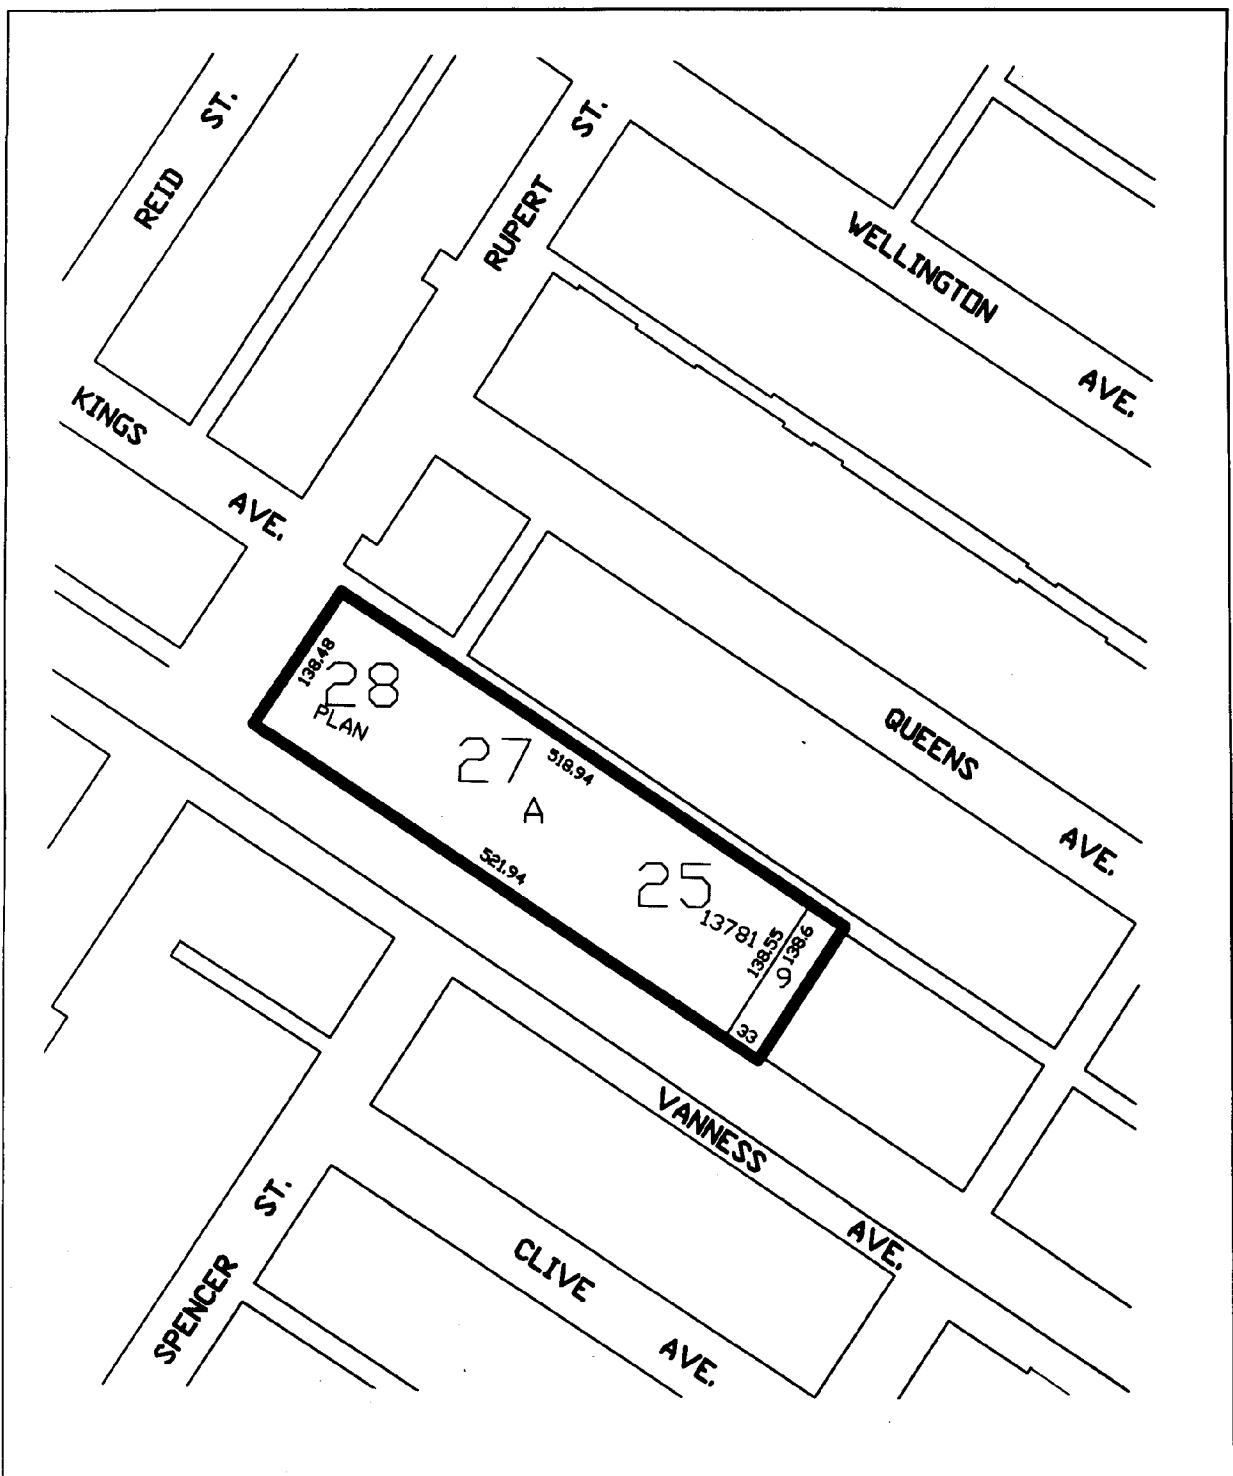 REID ST.
RUPERT ST.
WELLINGTON AVE.
KINGS AVE.
138.48
28
PLAN
27
518.94
A
QUEENS AVE.
521.94
25
13781
138.55
138.6
9
33
VANNESS AVE.
SPENCER ST.
CLIVE AVE.